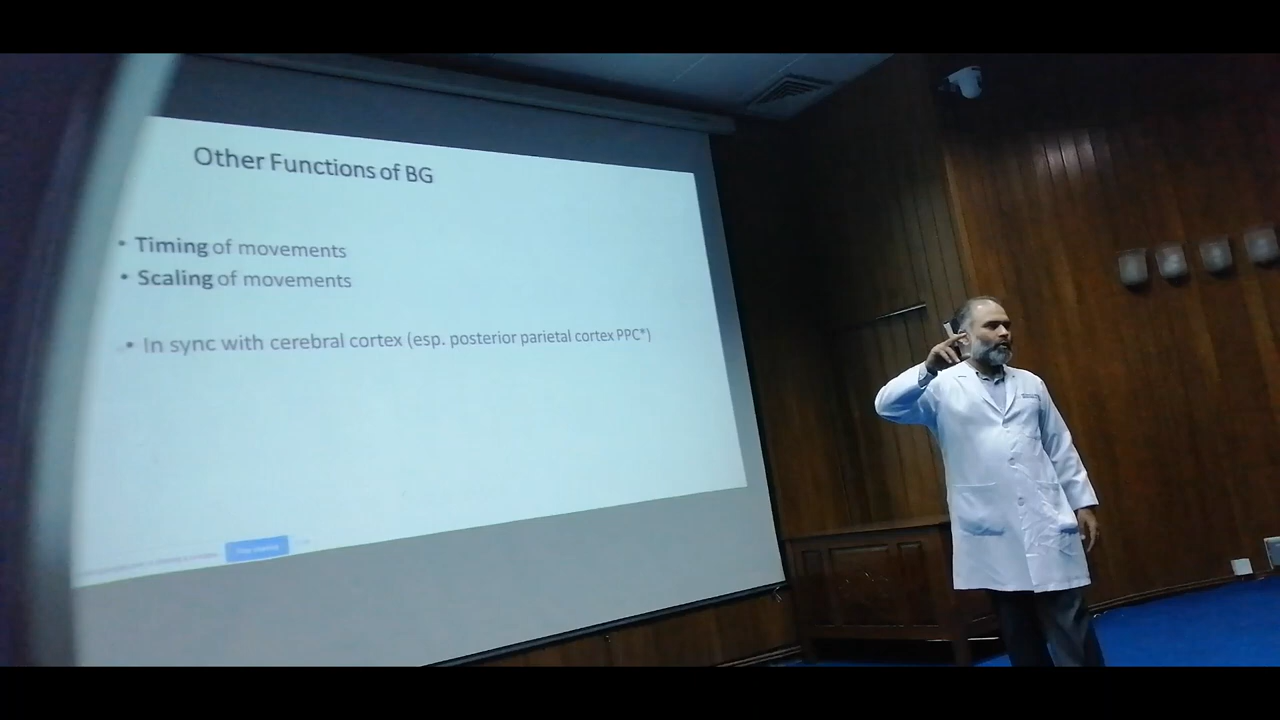 Other Functions of BG
• Timing of movements
• Scaling of movements
• In sync with cerebral cortex (esp. posterior parietal cortex PPC*)